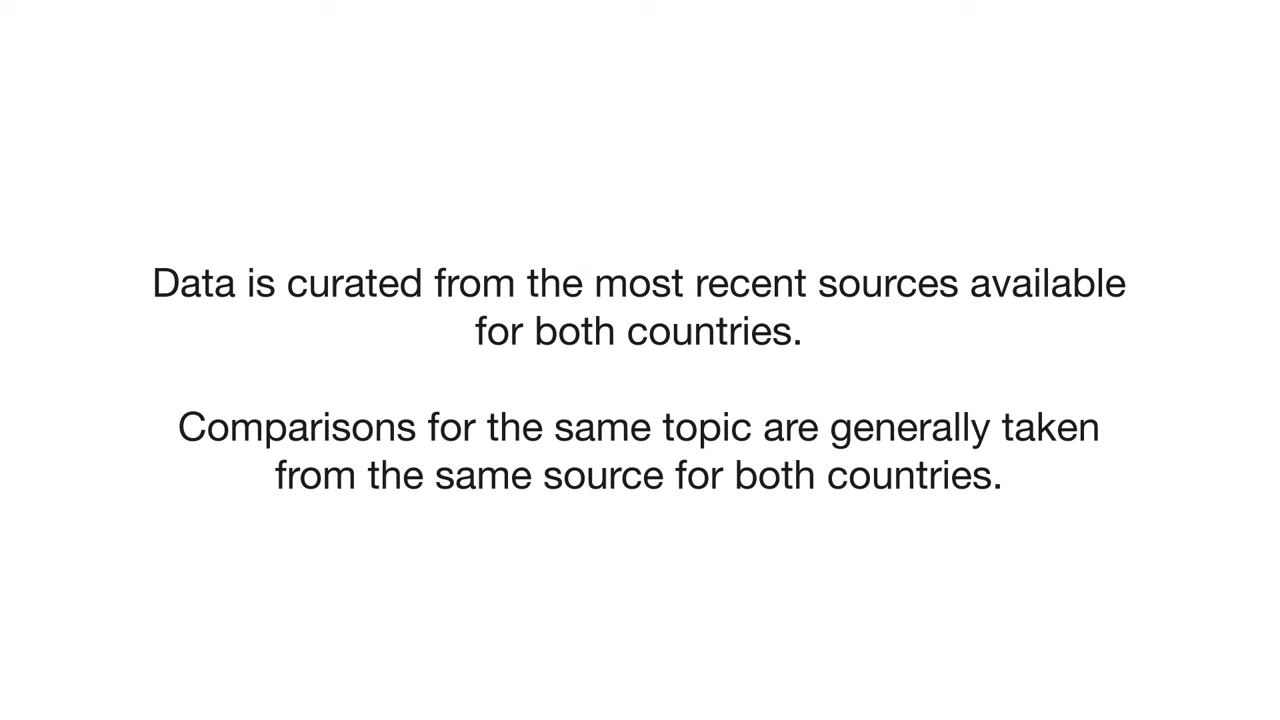 Data is curated from the most recent sources available
for both countries.
Comparisons for the same topic are generally taken
from the same source for both countries.